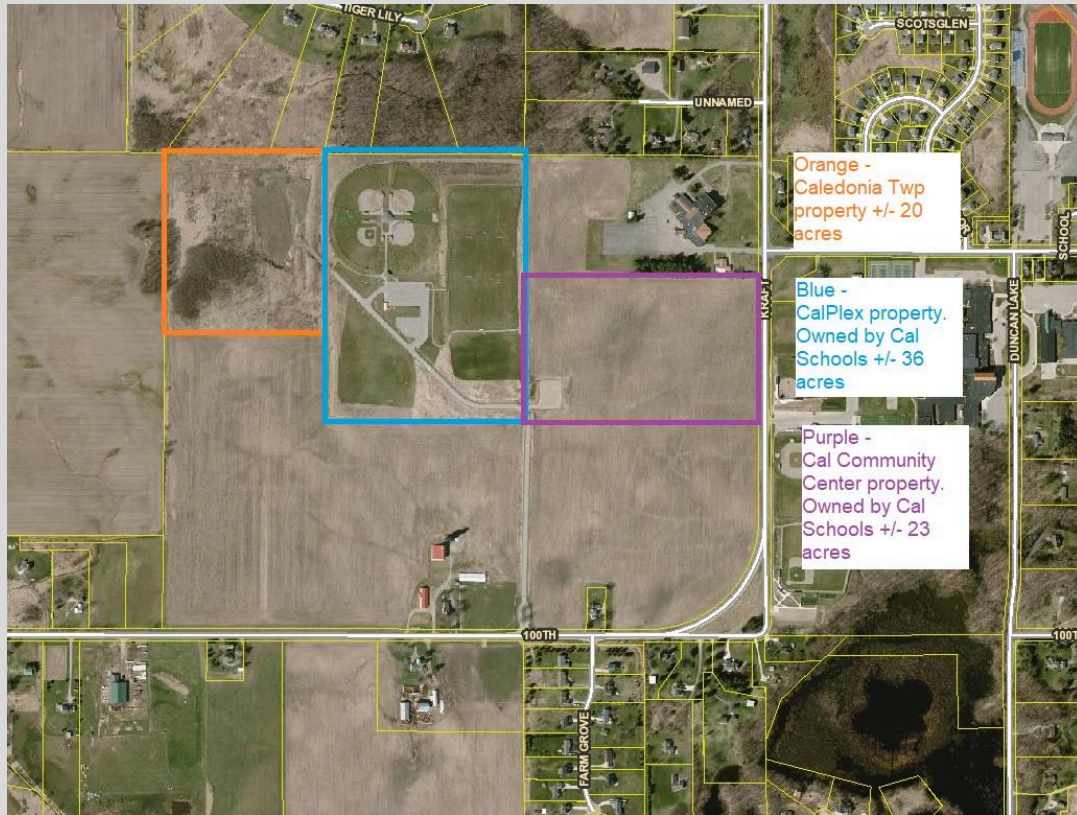 TIGER LILY
SCOTSGLEN
UNNAMED
Orange -
Caledonia Twp
property +/- 20
acres
SCHOOL
KRAFT
DUNCAN LAKE
Blue -
CalPlex property.
Owned by Cal
Schools +/- 36
acres
Purple -
Cal Community
Center property.
Owned by Cal
Schools +/- 23
acres
100TH
100T
FARM GROVE